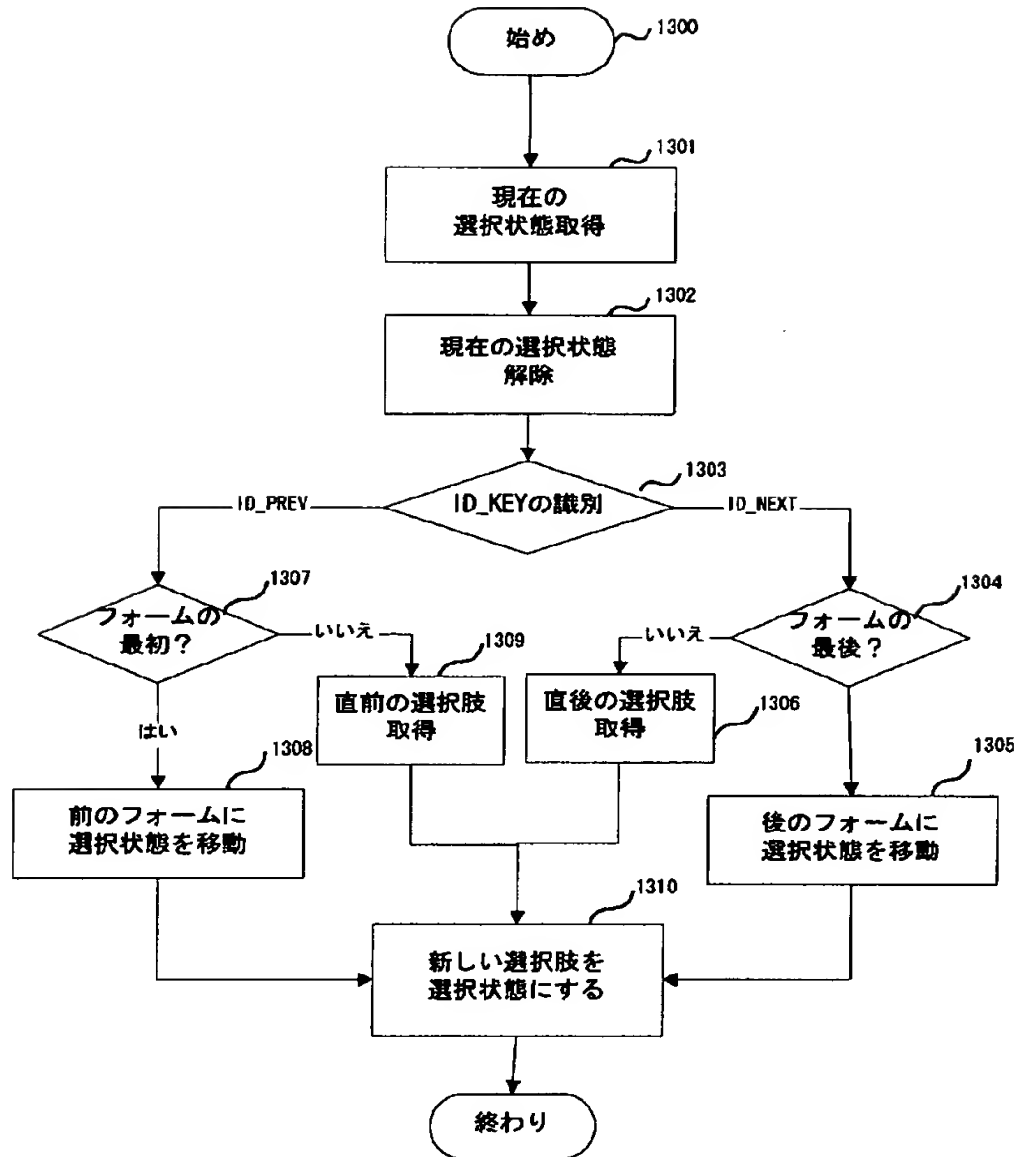 始め
1300
1301
現在の
選択状態取得
1302
現在の選択状態
解除
1303
ID_KEYの識別
ID_PREV
ID_NEXT
1307
フォームの
最初？
いいえ
はい
1304
フォームの
最後？
いいえ
1309
直前の選択肢
取得
1306
直後の選択肢
取得
1308
前のフォームに
選択状態を移動
1305
後のフォームに
選択状態を移動
1310
新しい選択肢を
選択状態にする
終わり